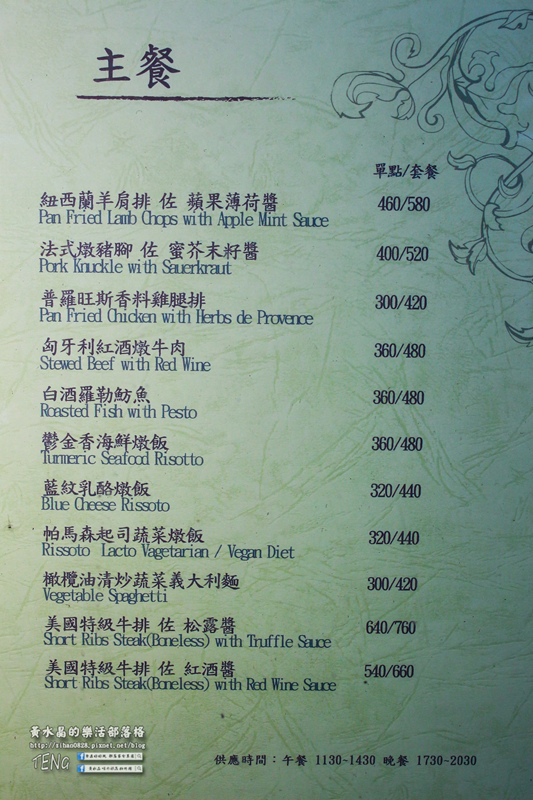 主餐
單點/套餐
紐西蘭羊肩排 佐 蘋果薄荷醬 460/580
Pan Fried Lamb Chops with Apple Mint Sauce
法式燉豬腳 佐 蜜芥末籽醬 400/520
Pork Knuckle with Sauerkraut
普羅旺斯香料雞腿排 300/420
Pan Fried Chicken with Herbs de Provence
匈牙利紅酒燉牛肉 360/480
Stewed Beef with Red Wine
白酒羅勒魴魚 360/480
Roasted Fish with Pesto
鬱金香海鮮燉飯 360/480
Turmeric Seafood Risotto
藍紋乳酪燉飯 320/440
Blue Cheese Rissoto
帕馬森起司蔬菜燉飯 320/440
Rissoto Lacto Vagetarian / Vegan Diet
橄欖油清炒蔬菜義大利麵 300/420
Vegetable Spaghetti
美國特級牛排 佐 松露醬 640/760
Short Ribs Steak(Boneless) with Truffle Sauce
美國特級牛排 佐 紅酒醬 540/660
Short Ribs Steak(Boneless) with Red Wine Sauce
黃水晶的樂活部落格
http://sihan0828.pixnet.net/blog
TENG
供應時間：午餐 1130~1430 晚餐 1730~2030